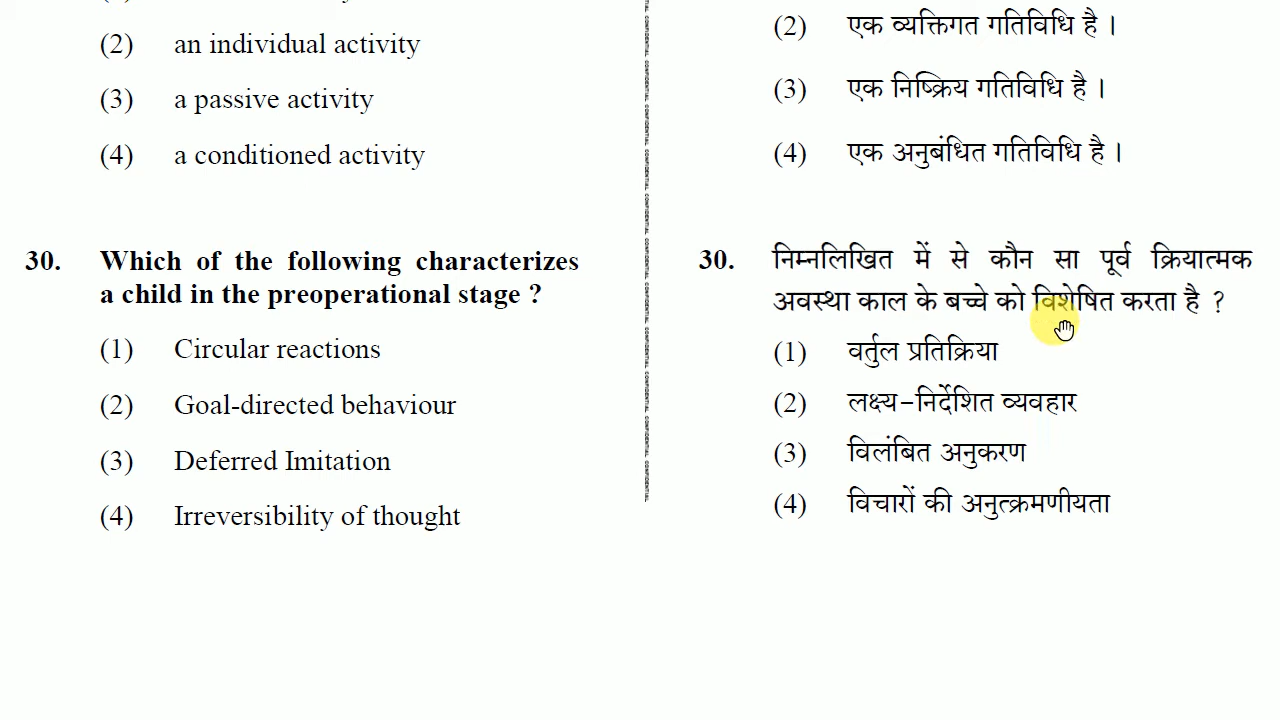 (2) an individual activity
(3) a passive activity
(4) a conditioned activity
30. Which of the following characterizes
a child in the preoperational stage ?
(1) Circular reactions
(2) Goal-directed behaviour
(3) Deferred Imitation
(4) Irreversibility of thought
(2) एक व्यक्तिगत गतिविधि है ।
(3) एक निष्क्रिय गतिविधि है ।
(4) एक अनुबंधित गतिविधि है ।
30. निम्नलिखित में से कौन सा पूर्व क्रियात्मक
अवस्था काल के बच्चे को विशेषित करता है ?
(1) वर्तुल प्रतिक्रिया
(2) लक्ष्य-निर्देशित व्यवहार
(3) विलंबित अनुकरण
(4) विचारों की अनुत्क्रमणीयता